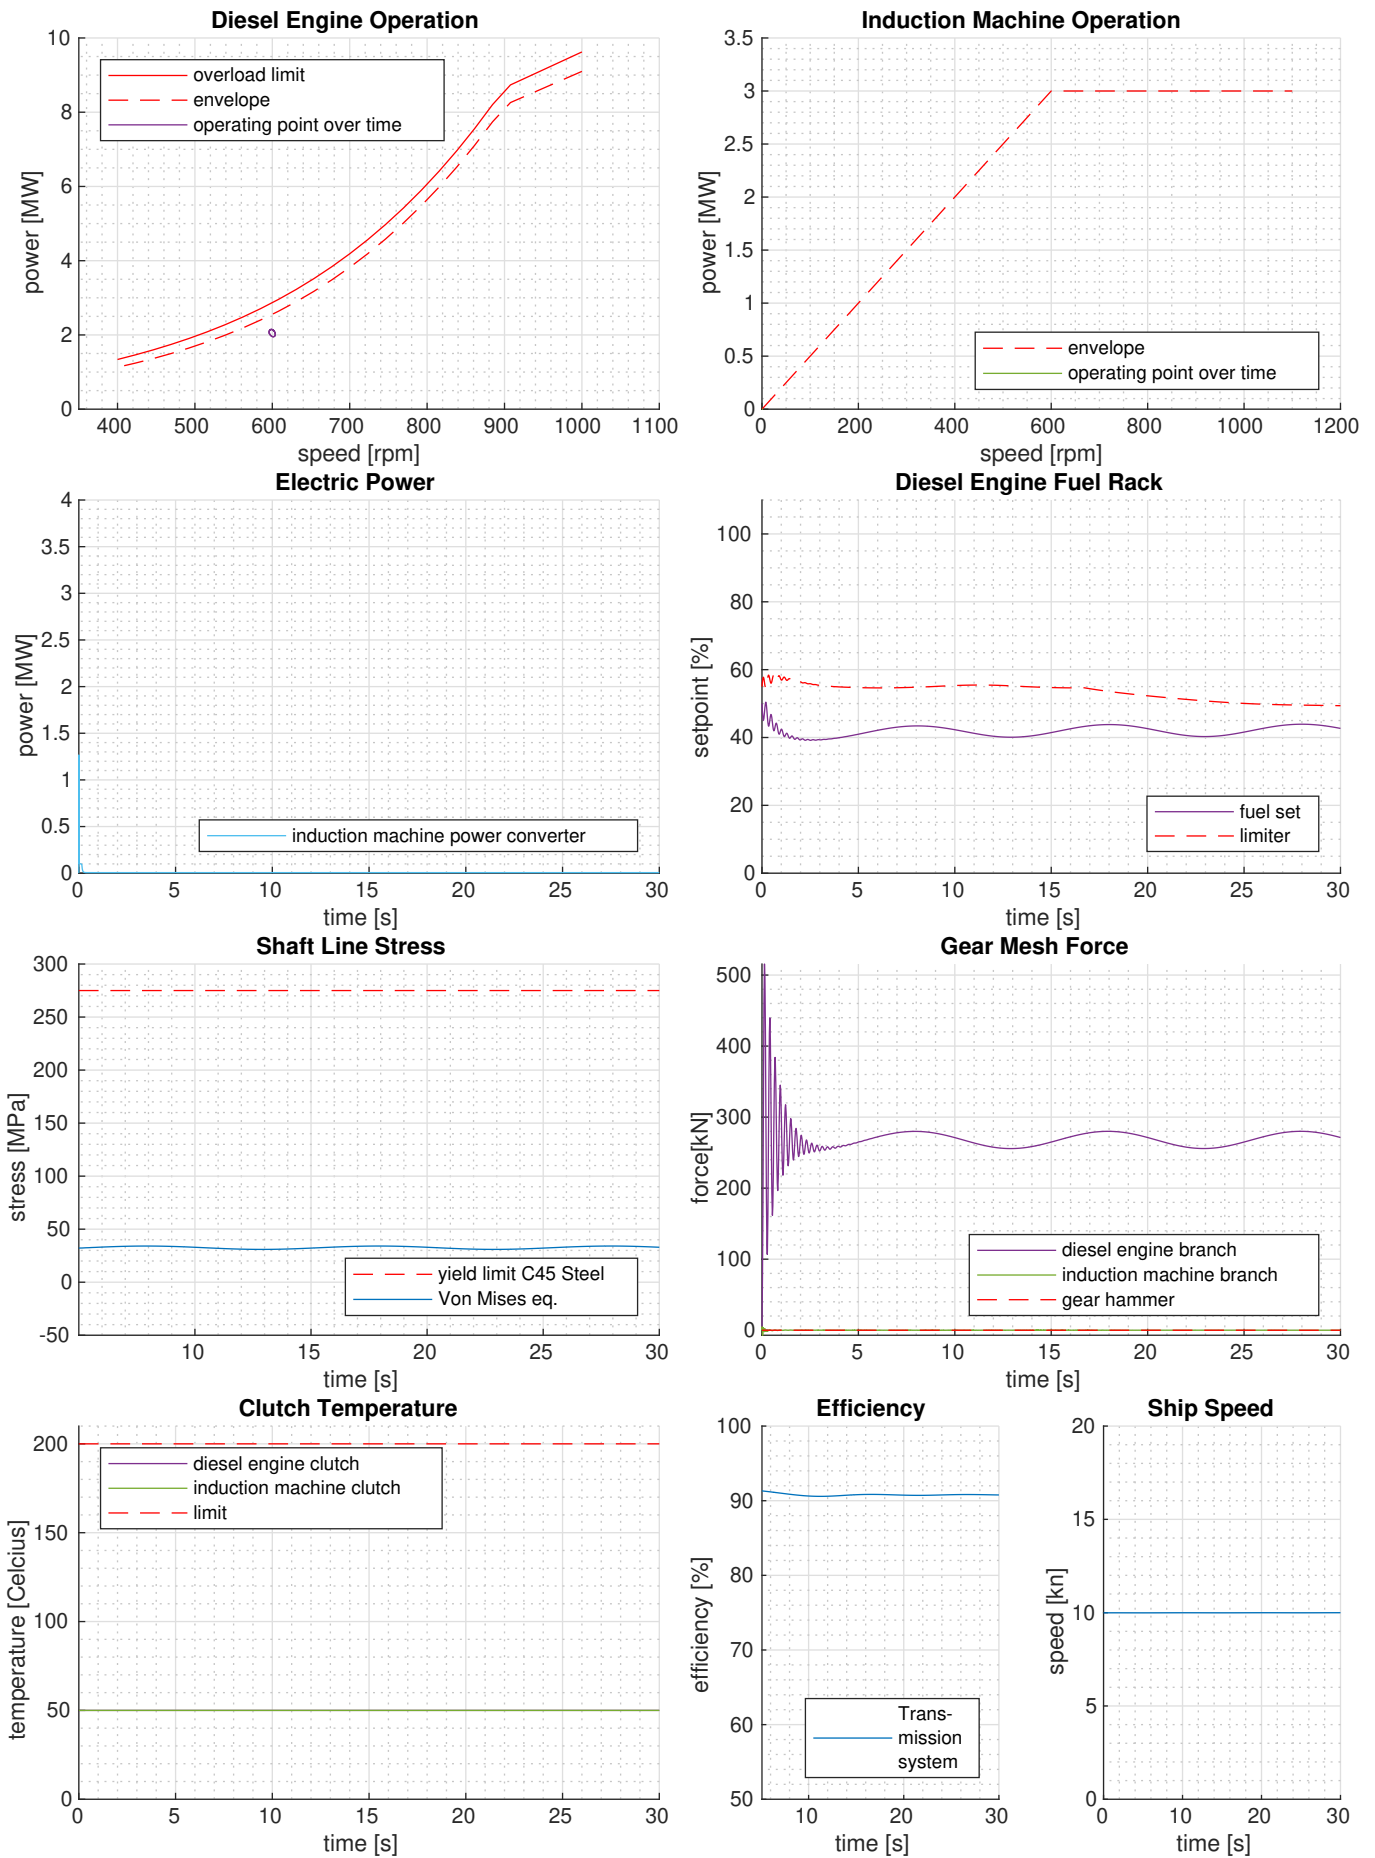 Diesel Engine Operation
10
8
6
4
2
0
power [MW]
overload limit
envelope
operating point over time
400 500 600 700 800 900 1000 1100
speed [rpm]
Induction Machine Operation
3.5
3
2.5
2
1.5
1
0.5
0
power [MW]
envelope
operating point over time
0 200 400 600 800 1000 1200
speed [rpm]
Electric Power
4
3.5
3
2.5
2
1.5
1
0.5
0
power [MW]
induction machine power converter
0 5 10 15 20 25 30
time [s]
Diesel Engine Fuel Rack
100
80
60
40
20
0
setpoint [%]
fuel set
limiter
0 5 10 15 20 25 30
time [s]
Shaft Line Stress
300
250
200
150
100
50
0
-50
stress [MPa]
yield limit C45 Steel
Von Mises eq.
10 15 20 25 30
time [s]
Gear Mesh Force
500
400
300
200
100
0
force[kN]
diesel engine branch
induction machine branch
gear hammer
0 5 10 15 20 25 30
time [s]
Clutch Temperature
200
150
100
50
0
temperature [Celcius]
diesel engine clutch
induction machine clutch
limit
0 5 10 15 20 25 30
time [s]
Efficiency
100
90
80
70
60
50
efficiency [%]
Trans-
mission
system
10 20 30
time [s]
Ship Speed
20
15
10
5
0
speed [kn]
0 10 20 30
time [s]